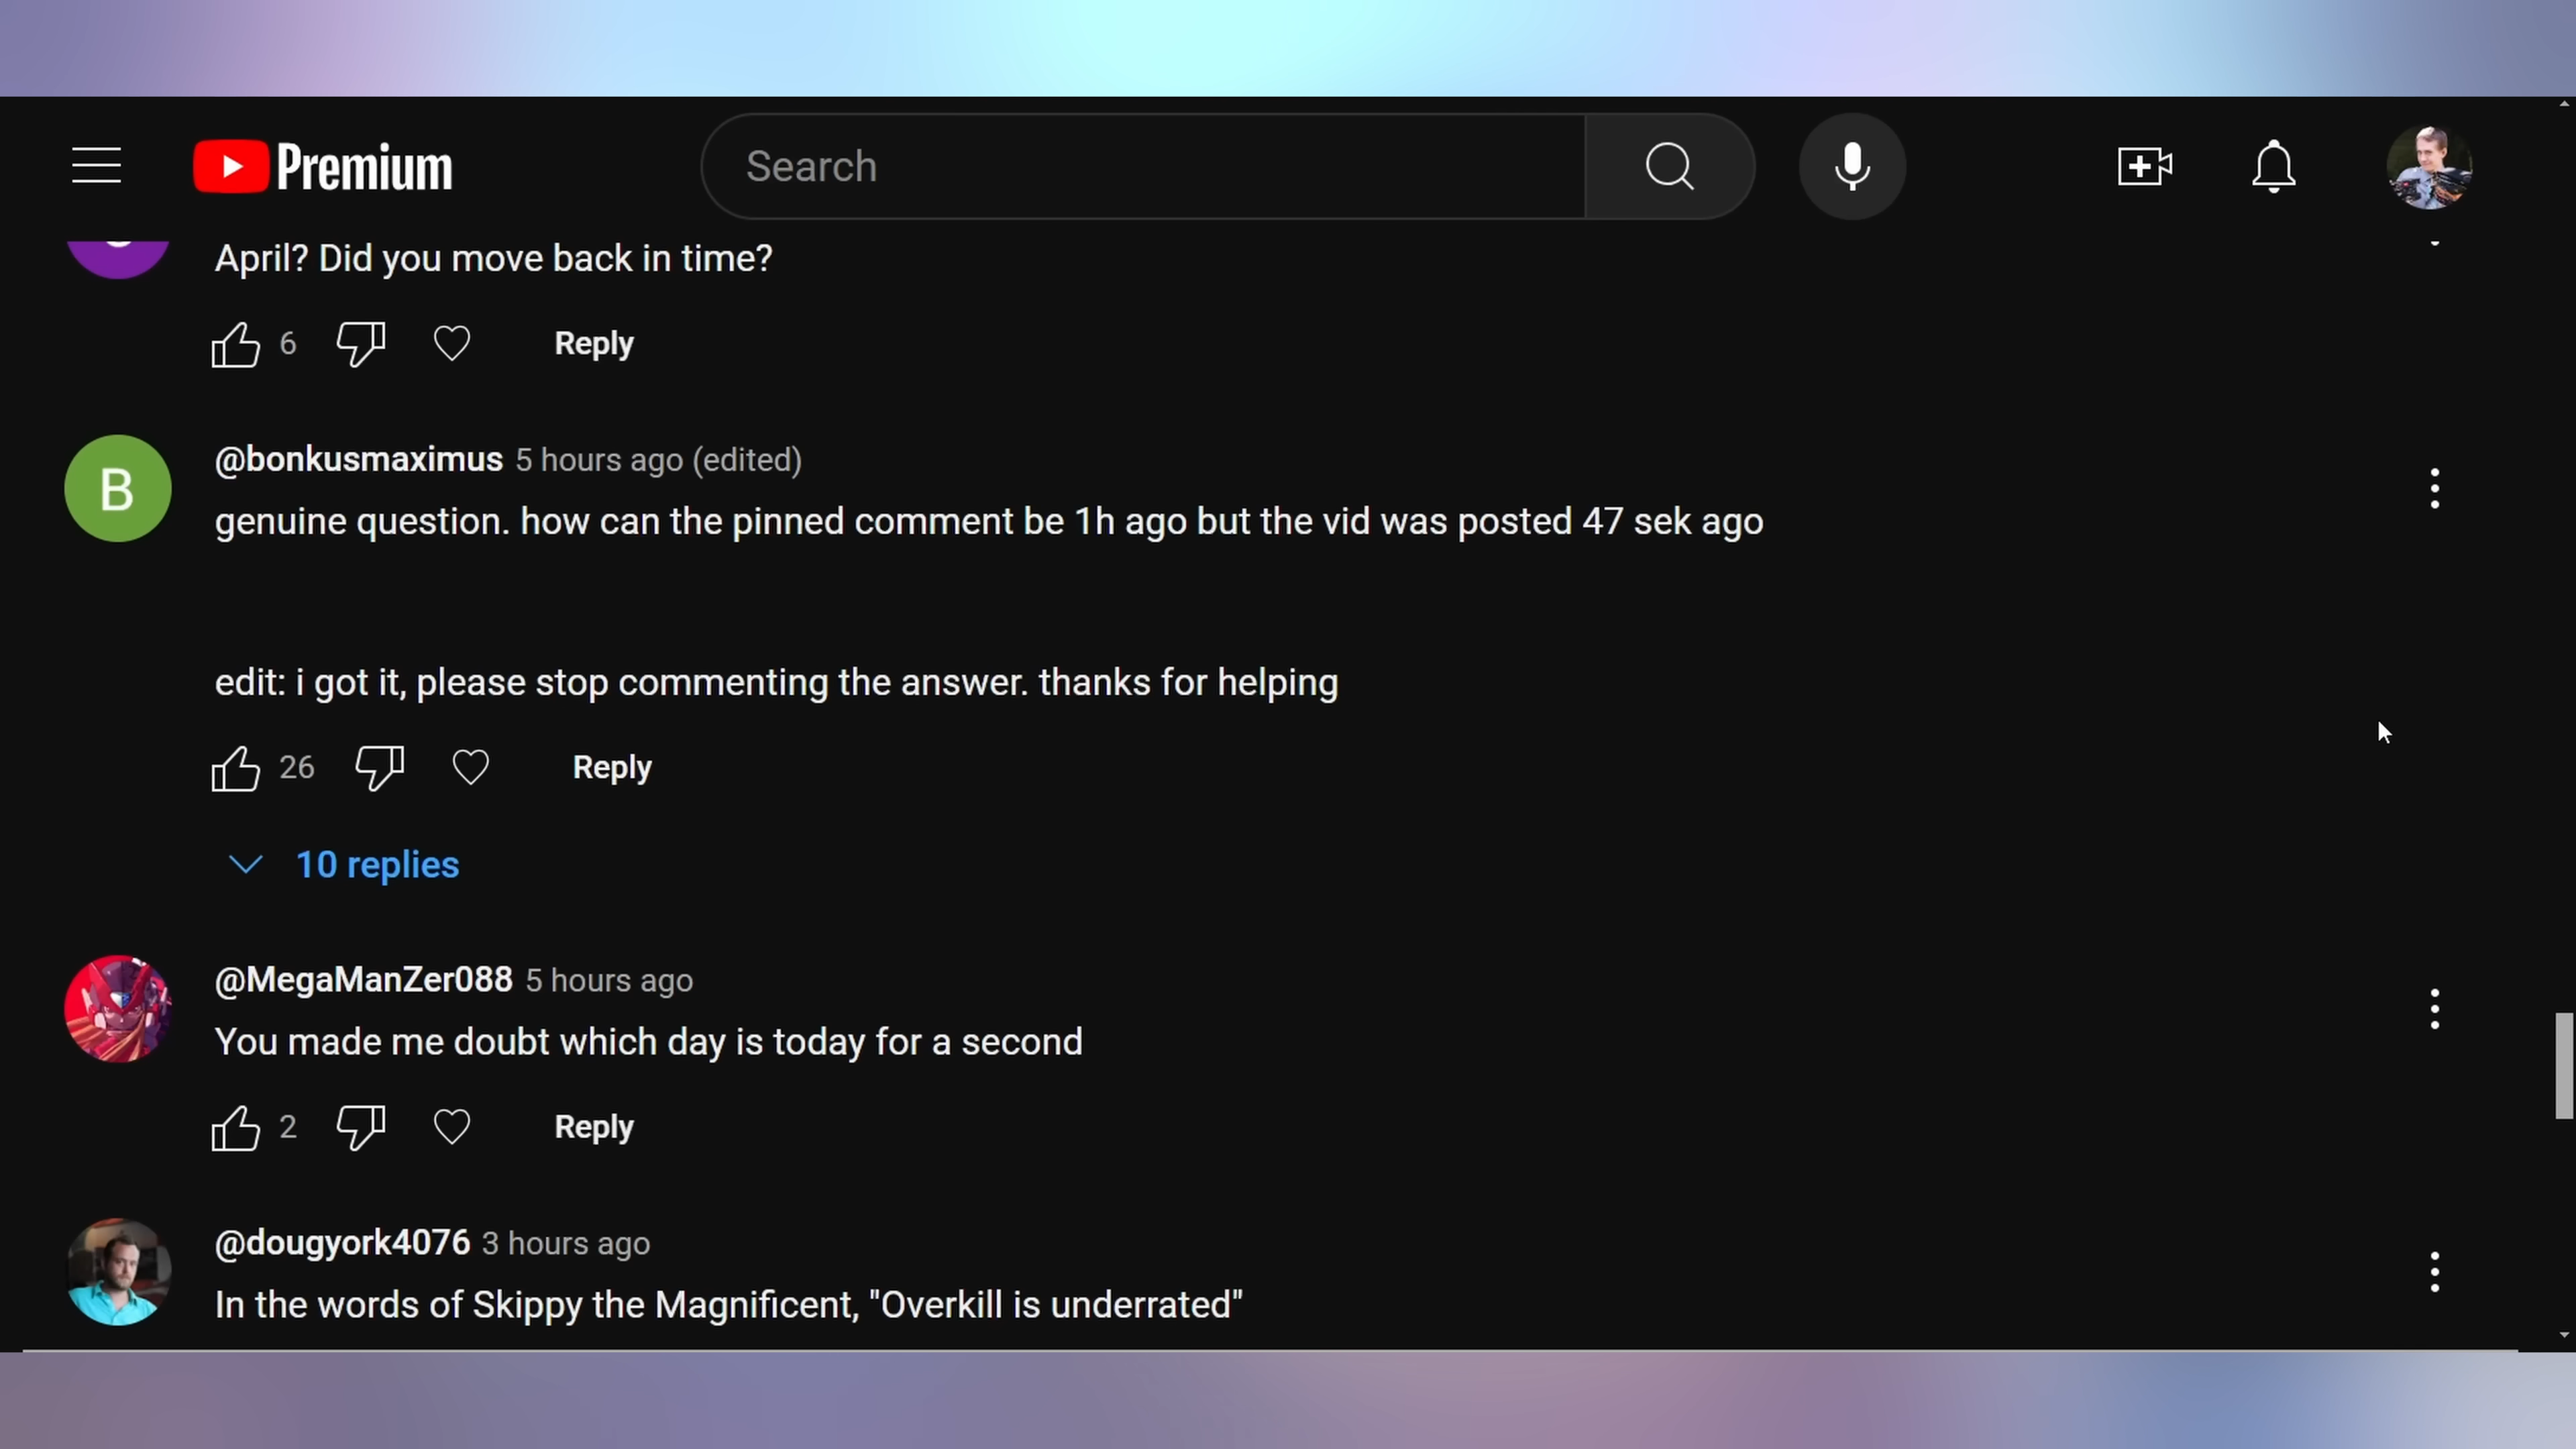 Premium
Search
April? Did you move back in time?
6
Reply
B
@bonkusmaximus 5 hours ago (edited)
genuine question. how can the pinned comment be 1h ago but the vid was posted 47 sek ago
edit: i got it, please stop commenting the answer. thanks for helping
26
Reply
10 replies
@MegaManZer088 5 hours ago
You made me doubt which day is today for a second
2
Reply
@dougyork4076 3 hours ago
In the words of Skippy the Magnificent, "Overkill is underrated"